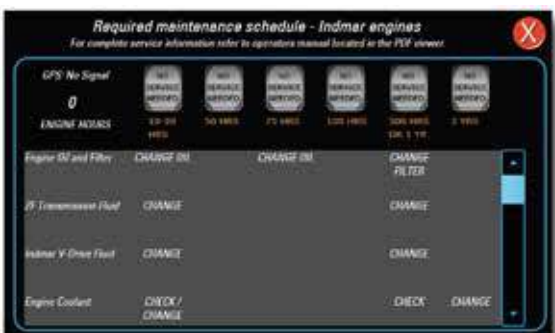 Required maintenance schedule - Indmar engines
For complete service information refer to operators manual located in the PDF viewer.
X
GPS: No Signal
0
ENGINE HOURS
NO SERVICE NEEDED
NO SERVICE NEEDED
NO SERVICE NEEDED
NO SERVICE NEEDED
NO SERVICE NEEDED
NO SERVICE NEEDED
HRS
50 HRS
75 HRS
100 HRS
OR 1 YR
2 YRS
Engine Oil and Filter CHANGE OIL CHANGE OIL CHANGE
FILTER
ZF Transmission Fluid CHANGE CHANGE
Indmar V-Drive Fluid CHANGE CHANGE
Engine Coolant CHECK / CHECK CHANGE
CHANGE